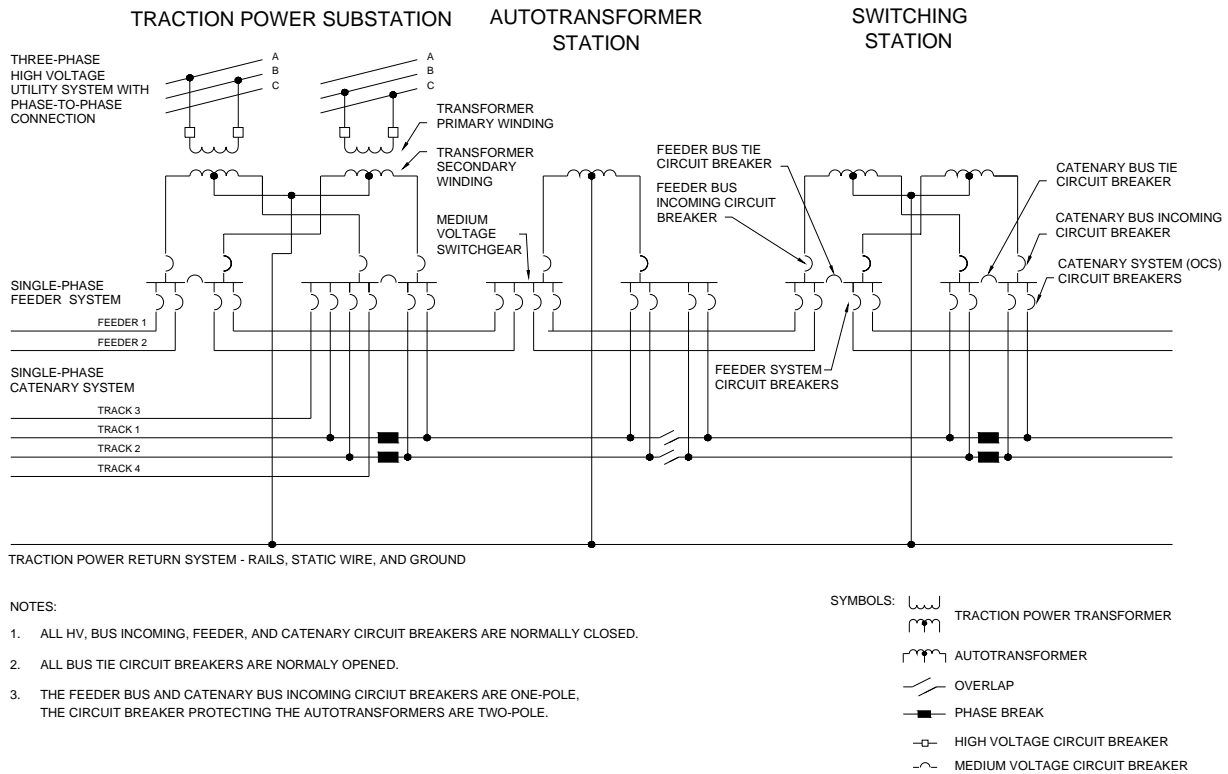 TRACTION POWER SUBSTATION
AUTOTRANSFORMER
STATION
SWITCHING
STATION
THREE-PHASE
HIGH VOLTAGE
UTILITY SYSTEM WITH
PHASE-TO-PHASE
CONNECTION
A
B
C
A
B
C
TRANSFORMER
PRIMARY WINDING
TRANSFORMER
SECONDARY
WINDING
MEDIUM
VOLTAGE
SWITCHGEAR
FEEDER BUS TIE
CIRCUIT BREAKER
FEEDER BUS
INCOMING CIRCUIT
BREAKER
CATENARY BUS TIE
CIRCUIT BREAKER
CATENARY BUS INCOMING
CIRCUIT BREAKER
CATENARY SYSTEM (OCS)
CIRCUIT BREAKERS
SINGLE-PHASE
FEEDER SYSTEM
FEEDER 1
FEEDER 2
FEEDER SYSTEM
CIRCUIT BREAKERS
SINGLE-PHASE
CATENARY SYSTEM
TRACK 3
TRACK 1
TRACK 2
TRACK 4
TRACTION POWER RETURN SYSTEM - RAILS, STATIC WIRE, AND GROUND
NOTES:
1. ALL HV, BUS INCOMING, FEEDER, AND CATENARY CIRCUIT BREAKERS ARE NORMALLY CLOSED.
2. ALL BUS TIE CIRCUIT BREAKERS ARE NORMALY OPENED.
3. THE FEEDER BUS AND CATENARY BUS INCOMING CIRCIUT BREAKERS ARE ONE-POLE,
THE CIRCUIT BREAKER PROTECTING THE AUTOTRANSFORMERS ARE TWO-POLE.
SYMBOLS:
TRACTION POWER TRANSFORMER
AUTOTRANSFORMER
OVERLAP
PHASE BREAK
HIGH VOLTAGE CIRCUIT BREAKER
MEDIUM VOLTAGE CIRCUIT BREAKER